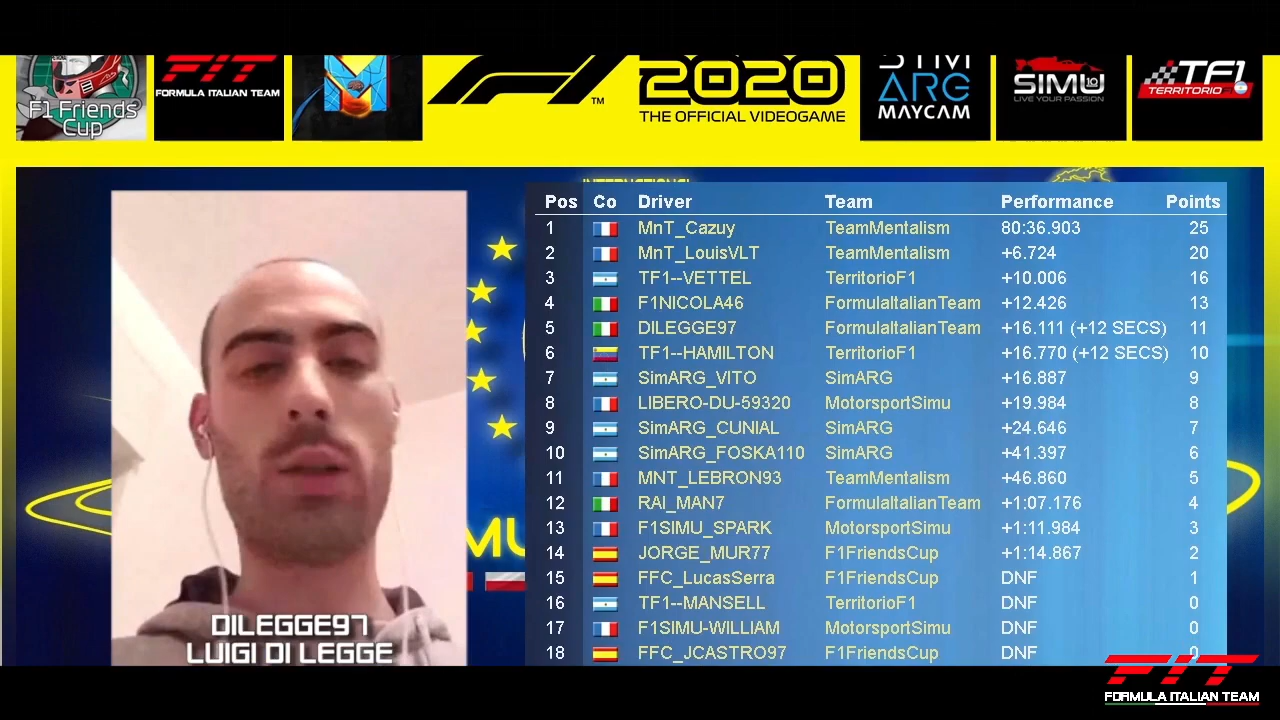 F1 Friends
Cup
FIT
FORMULA ITALIAN TEAM
TM
2020
THE OFFICIAL VIDEOGAME
ARG
MAYCAM
SIMU
LIVE YOUR PASSION
TF1
TERRITORIO
Pos Co Driver Team Performance Points
1 MnT_Cazuy TeamMentalism 80:36.903 25
2 MnT_LouisVLT TeamMentalism +6.724 20
3 TF1--VETTEL TerritorioF1 +10.006 16
4 F1NICOLA46 FormulaItalianTeam +12.426 13
5 DILEGGE97 FormulaItalianTeam +16.111 (+12 SECS) 11
6 TF1--HAMILTON TerritorioF1 +16.770 (+12 SECS) 10
7 SimARG_VITO SimARG +16.887 9
8 LIBERO-DU-59320 MotorsportSimu +19.984 8
9 SimARG_CUNIAL SimARG +24.646 7
10 SimARG_FOSKA110 SimARG +41.397 6
11 MNT_LEBRON93 TeamMentalism +46.860 5
12 RAI_MAN7 FormulaItalianTeam +1:07.176 4
13 F1SIMU_SPARK MotorsportSimu +1:11.984 3
14 JORGE_MUR77 F1FriendsCup +1:14.867 2
15 FFC_LucasSerra F1FriendsCup DNF 1
16 TF1--MANSELL TerritorioF1 DNF 0
17 F1SIMU-WILLIAM MotorsportSimu DNF 0
18 FFC_JCASTRO97 F1FriendsCup DNF 0
DILEGGE97
LUIGI DI LEGGE
FIT
FORMULA ITALIAN TEAM